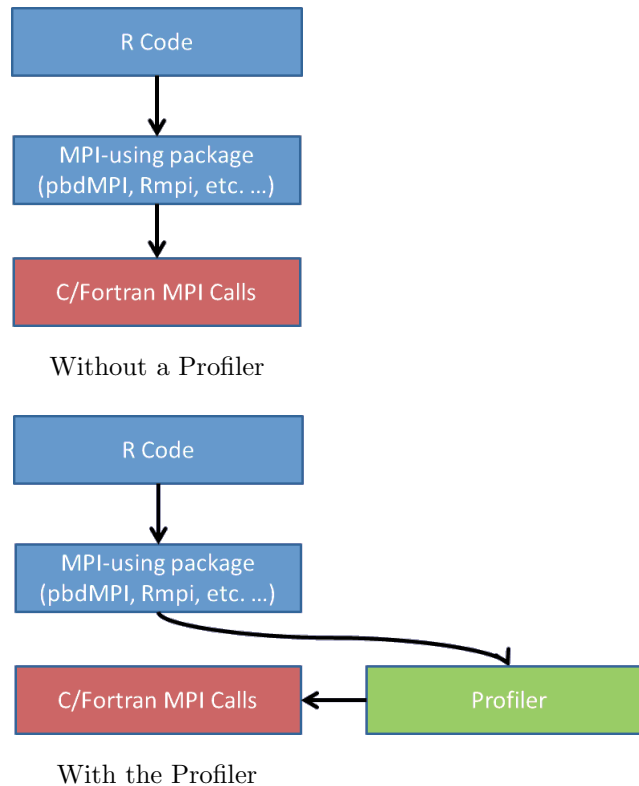 R Code
MPI-using package
(pbdMPI, Rmpi, etc. ...)
C/Fortran MPI Calls
Without a Profiler
R Code
MPI-using package
(pbdMPI, Rmpi, etc. ...)
C/Fortran MPI Calls
Profiler
With the Profiler